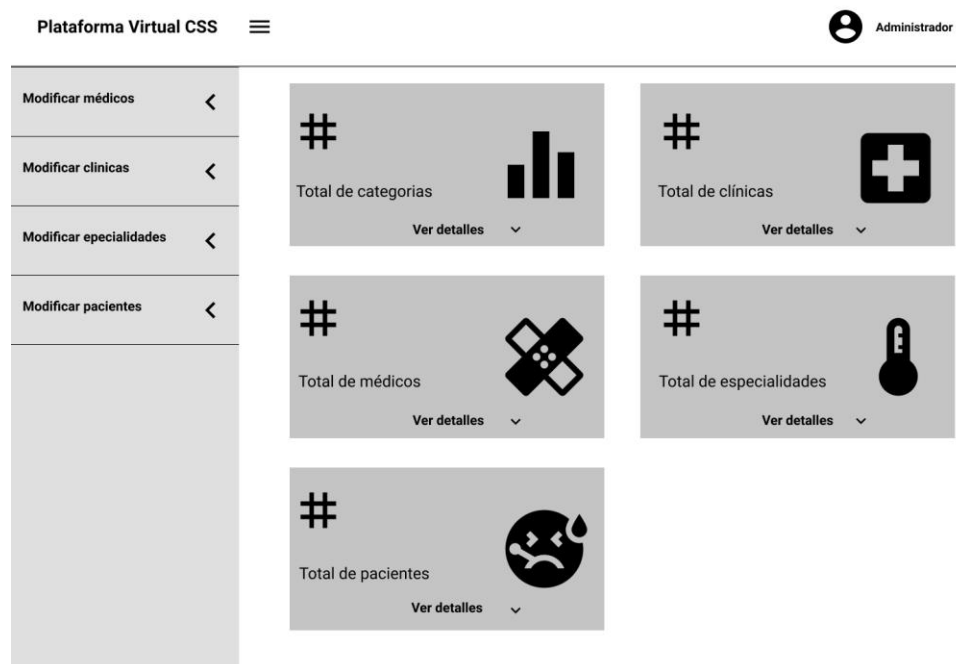 Plataforma Virtual CSS
Administrador
Modificar médicos
Modificar clinicas
Modificar epecialidades
Modificar pacientes
#
Total de categorias
Ver detalles
#
Total de clínicas
Ver detalles
#
Total de médicos
Ver detalles
#
Total de especialidades
Ver detalles
#
Total de pacientes
Ver detalles